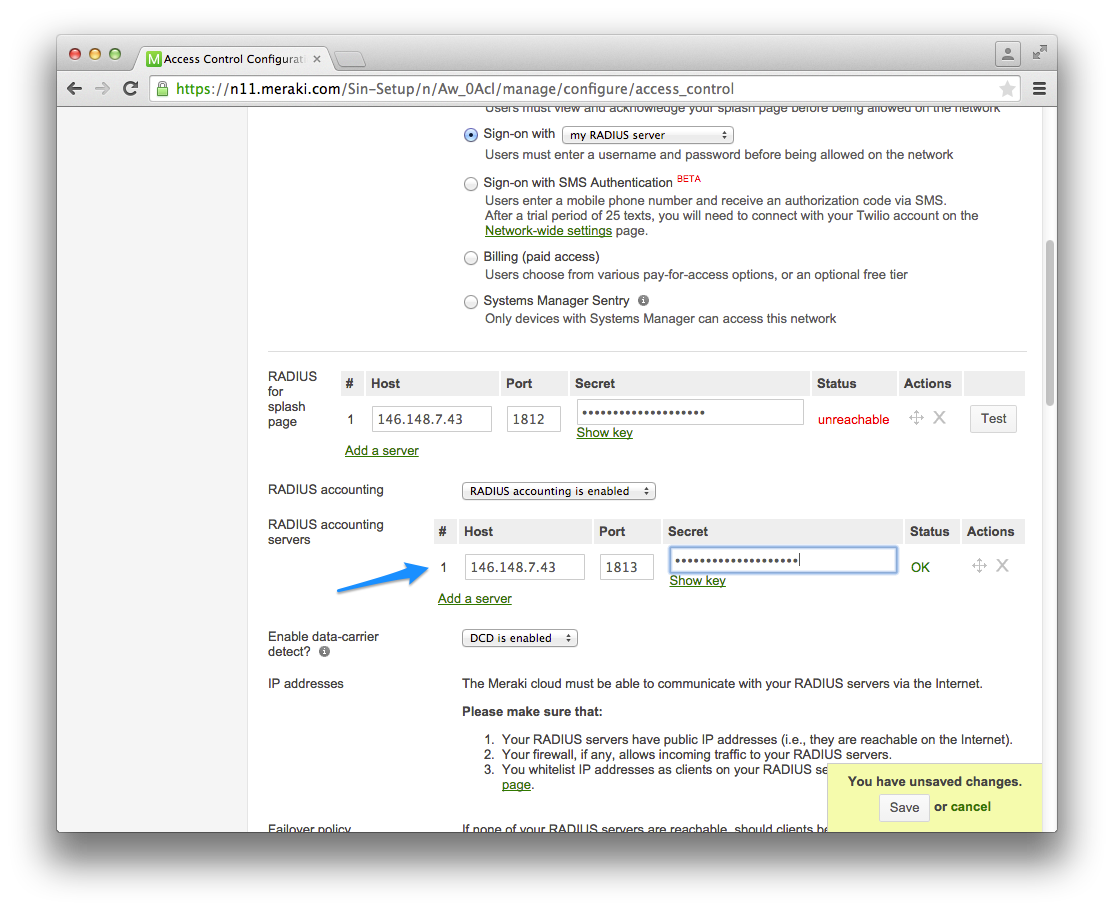 Access Control Configurati
https://n11.meraki.com/Sin-Setup/n/Aw_0Acl/manage/configure/access_control
Users must view and acknowledge your splash page before being allowed on the network
Sign-on with my RADIUS server
Users must enter a username and password before being allowed on the network
Sign-on with SMS Authentication BETA
Users enter a mobile phone number and receive an authorization code via SMS.
After a trial period of 25 texts, you will need to connect with your Twilio account on the
Network-wide settings page.
Billing (paid access)
Users choose from various pay-for-access options, or an optional free tier
Systems Manager Sentry
Only devices with Systems Manager can access this network
RADIUS
for
splash
page
# Host Port Secret Status Actions
1 146.148.7.43 1812 •••••••••••••••••••• unreachable X Test
Show key
Add a server
RADIUS accounting RADIUS accounting is enabled
RADIUS accounting
servers
# Host Port Secret Status Actions
1 146.148.7.43 1813 •••••••••••••••••••• OK X
Show key
Add a server
Enable data-carrier
detect?
DCD is enabled
IP addresses The Meraki cloud must be able to communicate with your RADIUS servers via the Internet.
Please make sure that:
1. Your RADIUS servers have public IP addresses (i.e., they are reachable on the Internet).
2. Your firewall, if any, allows incoming traffic to your RADIUS servers.
3. You whitelist IP addresses as clients on your RADIUS se
page.
You have unsaved changes.
Save or cancel
Failover policy If none of your RADIUS servers are reachable, should clients be